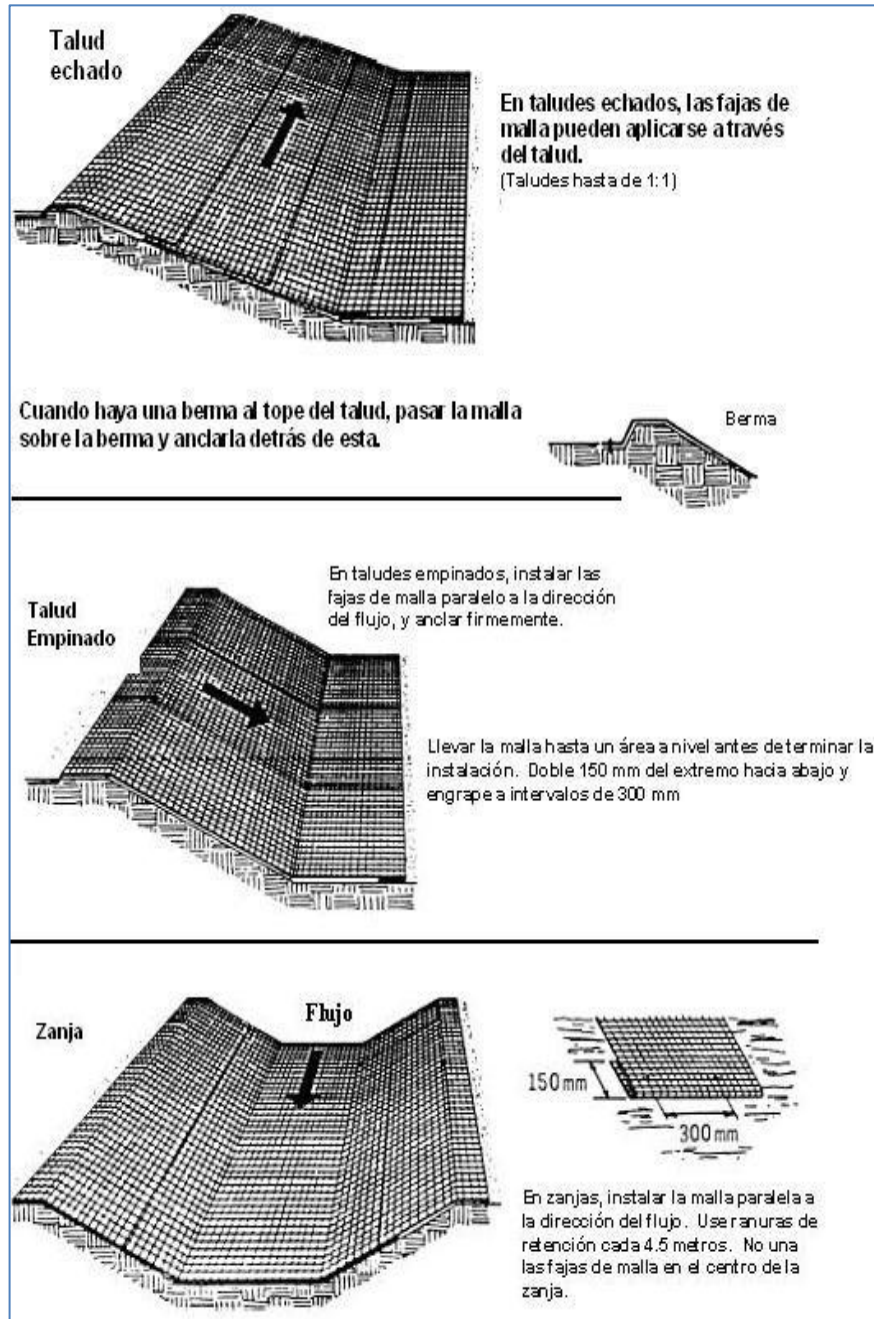 Talud
echado
En taludes echados, las fajas de
malla pueden aplicarse a través
del talud.
(Taludes hasta de 1:1)
Cuando haya una berma al tope del talud, pasar la malla
sobre la berma y anclarla detrás de esta.
Berma
Talud
Empinado
En taludes empinados, instalar las
fajas de malla paralelo a la dirección
del flujo, y anclar firmemente.
Llevar la malla hasta un área a nivel antes de terminar la
instalación. Doble 150 mm del extremo hacia abajo y
engrape a intervalos de 300 mm
Zanja
Flujo
150 mm
300 mm
En zanjas, instalar la malla paralela a
la dirección del flujo. Use ranuras de
retención cada 4.5 metros. No una
las fajas de malla en el centro de la
zanja.